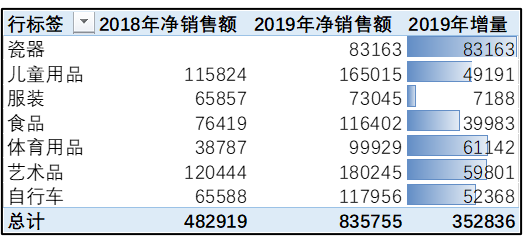 行标签 2018年净销售额 2019年净销售额 2019年增量
瓷器 83163 83163
儿童用品 115824 165015 49191
服装 65857 73045 7188
食品 76419 116402 39983
体育用品 38787 99929 61142
艺术品 120444 180245 59801
自行车 65588 117956 52368
总计 482919 835755 352836